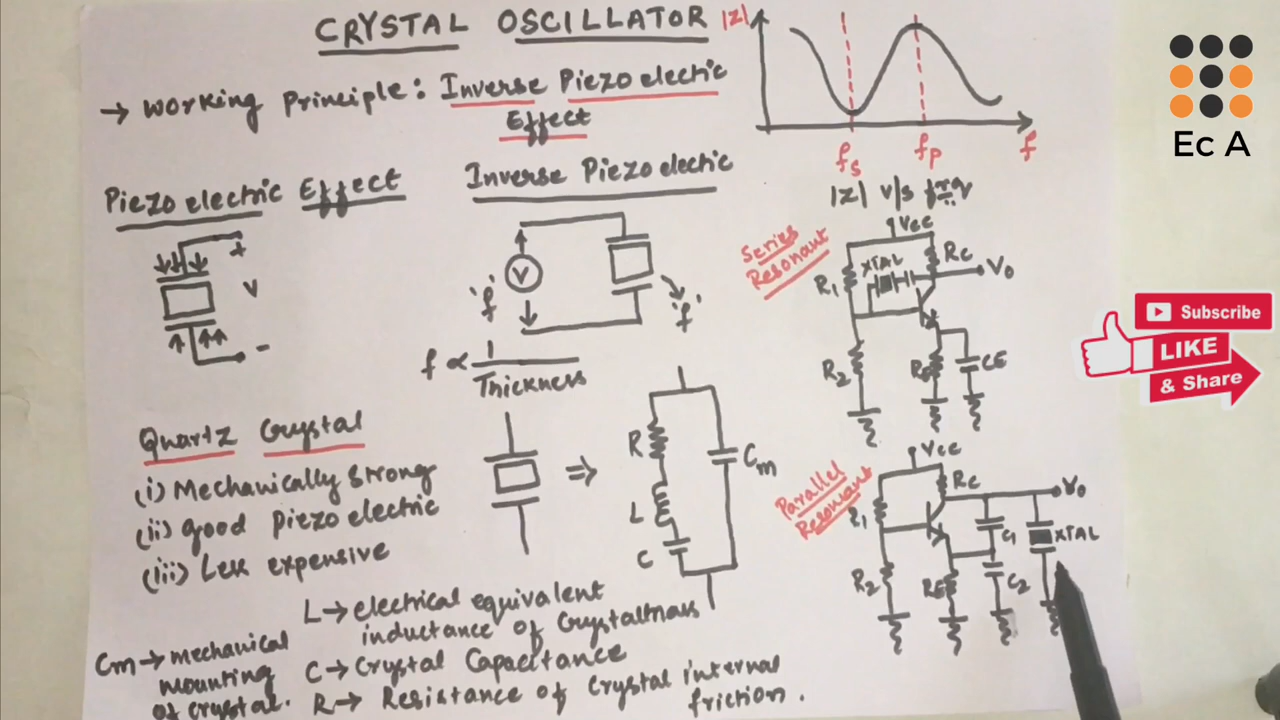 CRYSTAL OSCILLATOR
→ Working Principle: Inverse Piezo electric
Effect
Piezo electric Effect
+
V
-
Inverse Piezo electric
V
'f'
'f'
f ∝ 1
Thickness
Quartz Crystal
(i) Mechanically strong
(ii) Good Piezo electric
(iii) Less expensive
R
L
C
Cm
⇒
L → electrical equivalent
inductance of Crystal mass
Cm → mechanical
mounting
of crystal.
C → Crystal Capacitance
R → Resistance of Crystal internal
friction.
|Z|
fs
fp
f
|Z| v/s frq
Series
Resonant
Vcc
R1
XTAL
Rc
Vo
R2
RE
CE
Parallel
Resonant
Vcc
R1
Rc
Vo
C1
XTAL
R2
RE
C2
Ec A
Subscribe
LIKE
& Share